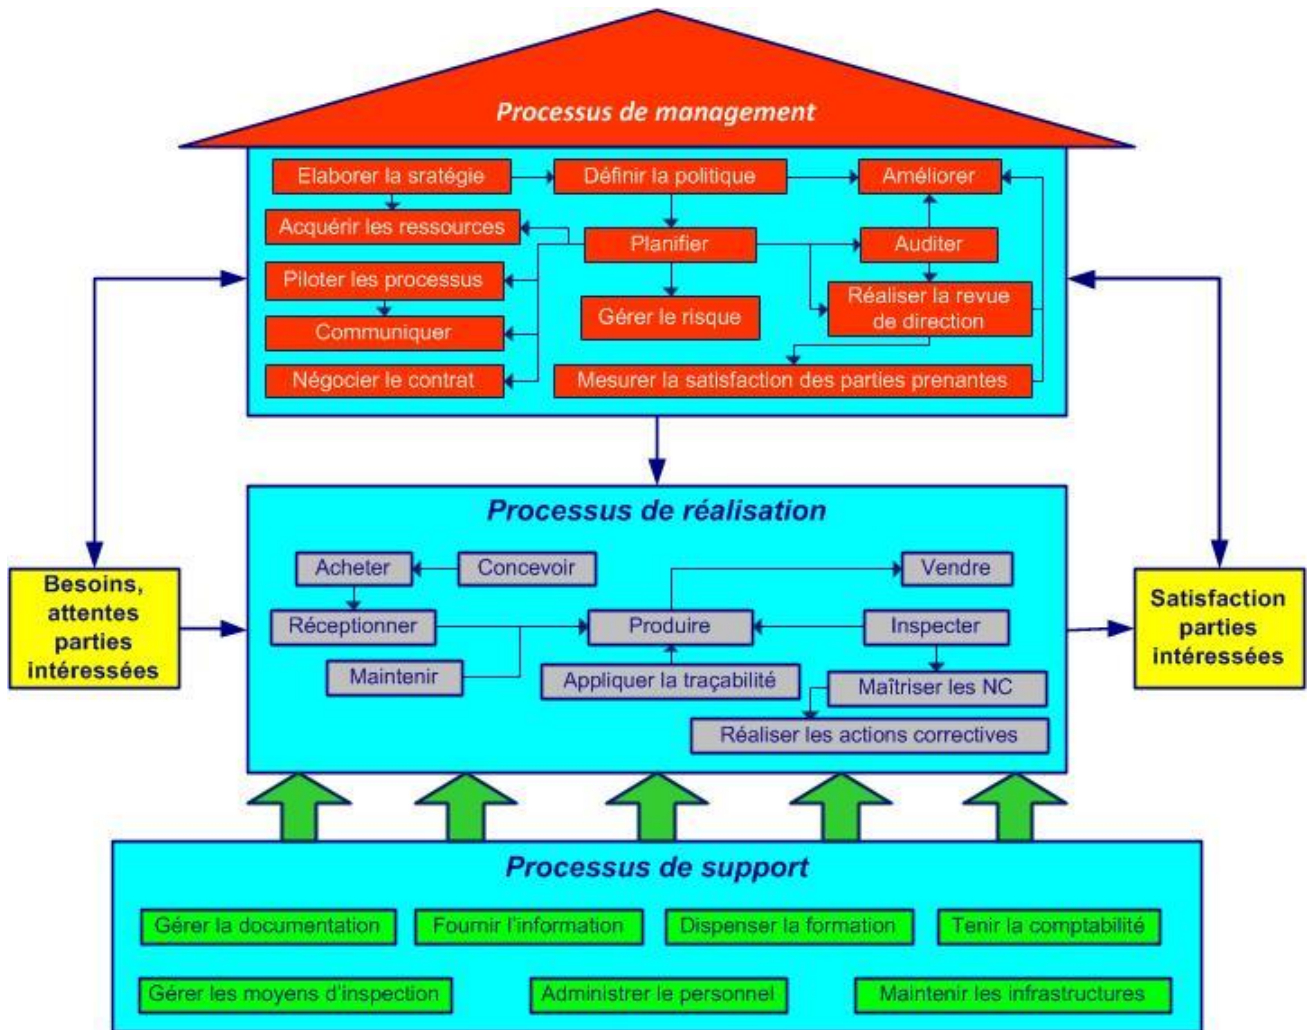 Processus de management
Elaborer la sratégie
Définir la politique
Améliorer
Acquérir les ressources
Planifier
Auditer
Piloter les processus
Réaliser la revue
de direction
Gérer le risque
Communiquer
Négocier le contrat
Mesurer la satisfaction des parties prenantes
Processus de réalisation
Acheter
Concevoir
Vendre
Besoins,
attentes
parties
intéressées
Réceptionner
Produire
Inspecter
Satisfaction
parties
intéressées
Maintenir
Appliquer la traçabilité
Maîtriser les NC
Réaliser les actions correctives
Processus de support
Gérer la documentation
Fournir l'information
Dispenser la formation
Tenir la comptabilité
Gérer les moyens d'inspection
Administrer le personnel
Maintenir les infrastructures